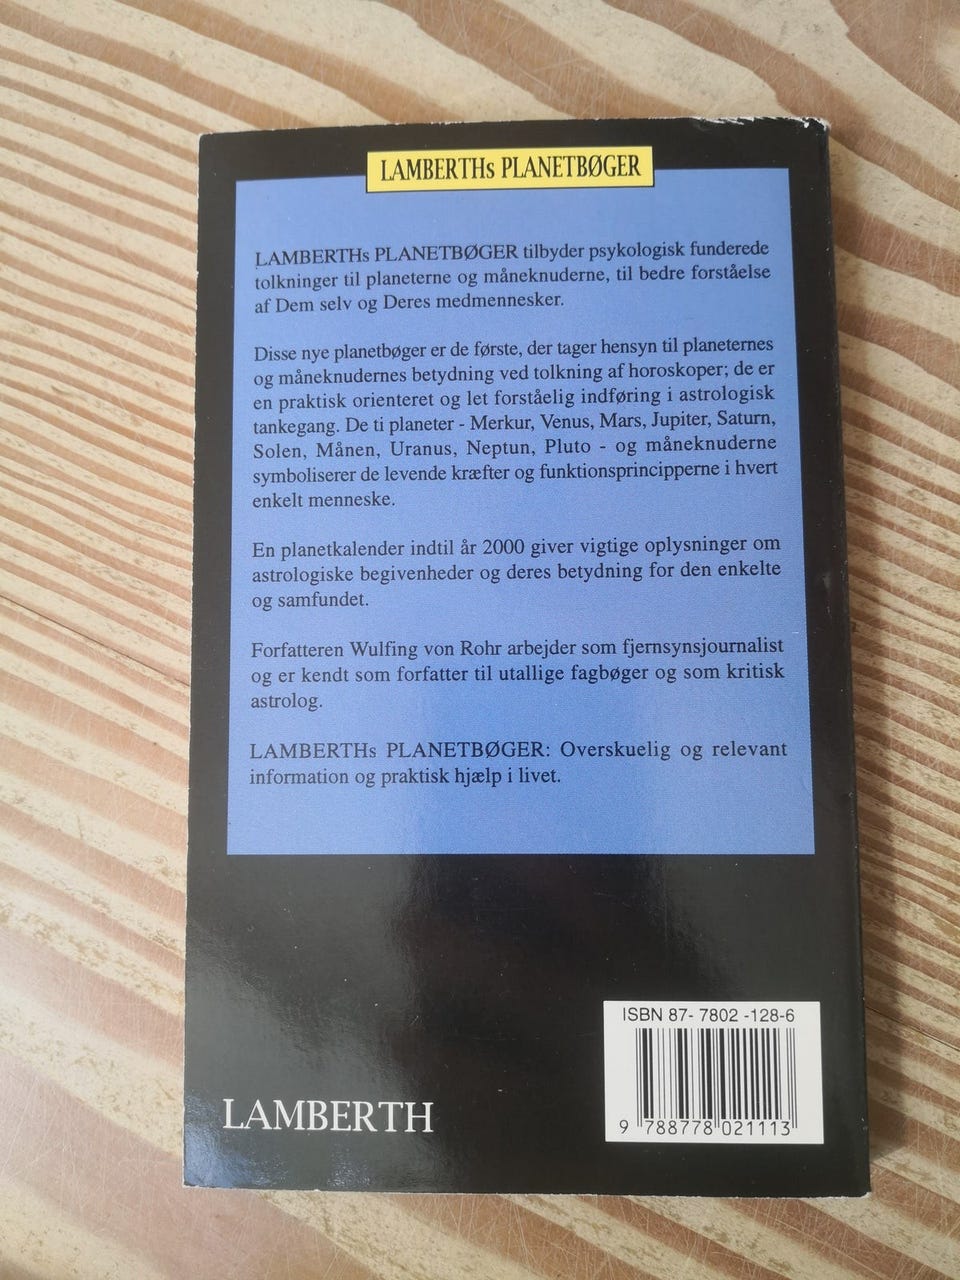 LAMBERTHs PLANETBØGER
LAMBERTHs PLANETBØGER tilbyder psykologisk funderede
tolkninger til planeterne og måneknuderne, til bedre forståelse
af Dem selv og Deres medmennesker.
Disse nye planetbøger er de første, der tager hensyn til planeternes
og måneknudernes betydning ved tolkning af horoskoper; de er
en praktisk orienteret og let forståelig indføring i astrologisk
tankegang. De ti planeter - Merkur, Venus, Mars, Jupiter, Saturn,
Solen, Månen, Uranus, Neptun, Pluto - og måneknuderne
symboliserer de levende kræfter og funktionsprincipperne i hvert
enkelt menneske.
En planetkalender indtil år 2000 giver vigtige oplysninger om
astrologiske begivenheder og deres betydning for den enkelte
og samfundet.
Forfatteren Wulfing von Rohr arbejder som fjernsynsjournalist
og er kendt som forfatter til utallige fagbøger og som kritisk
astrolog.
LAMBERTHs PLANETBØGER: Overskuelig og relevant
information og praktisk hjælp i livet.
ISBN 87- 7802 -128-6
9 788778 021113
LAMBERTH